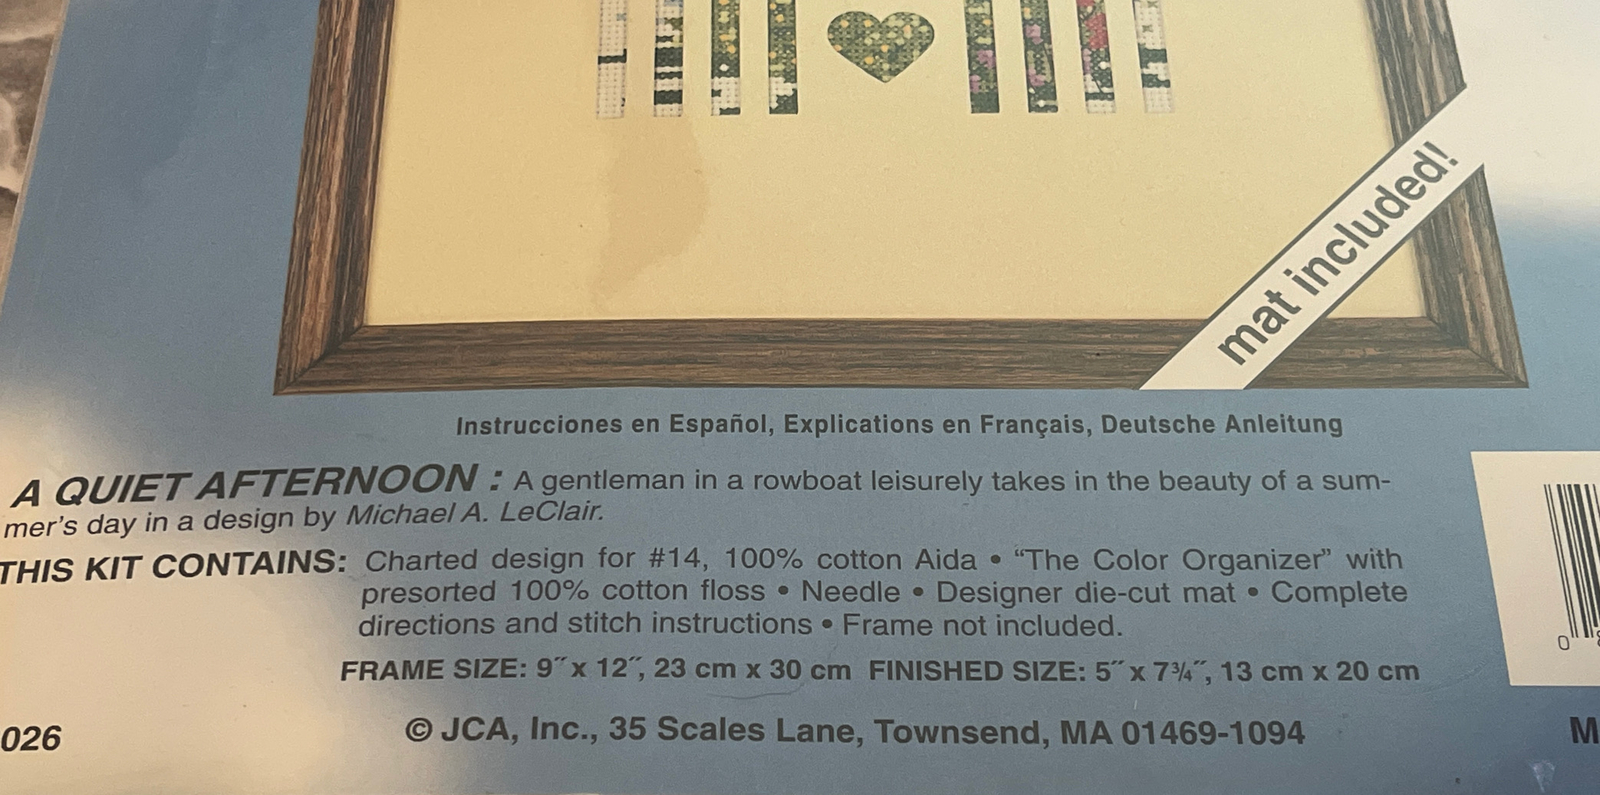 mat included!
Instrucciones en Español, Explications en Français, Deutsche Anleitung
A QUIET AFTERNOON : A gentleman in a rowboat leisurely takes in the beauty of a sum-
mer's day in a design by Michael A. LeClair.
THIS KIT CONTAINS: Charted design for #14, 100% cotton Aida • “The Color Organizer” with
presorted 100% cotton floss • Needle • Designer die-cut mat • Complete
directions and stitch instructions • Frame not included.
FRAME SIZE: 9˝ x 12˝, 23 cm x 30 cm FINISHED SIZE: 5˝ x 7¾˝, 13 cm x 20 cm
026
© JCA, Inc., 35 Scales Lane, Townsend, MA 01469-1094
0
M